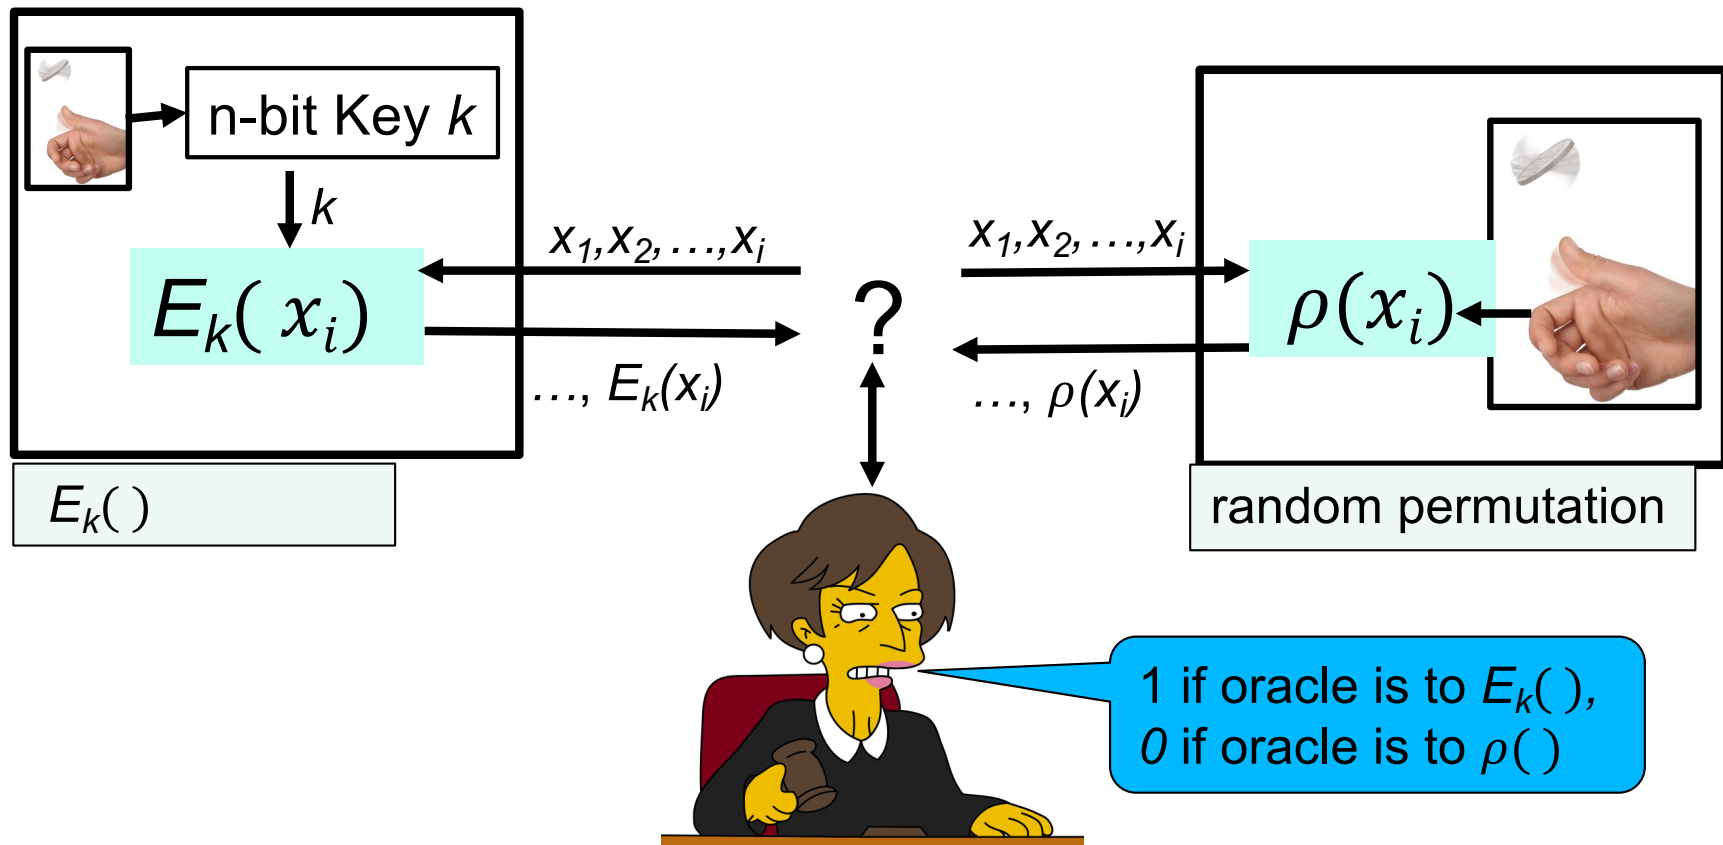 n-bit Key k
k
x₁,x₂,…,xᵢ
Eₖ( xᵢ)
…, Eₖ(xᵢ)
Eₖ( )
?
x₁,x₂,…,xᵢ
ρ(xᵢ)
…, ρ(xᵢ)
random permutation
1 if oracle is to Eₖ( ),
0 if oracle is to ρ( )